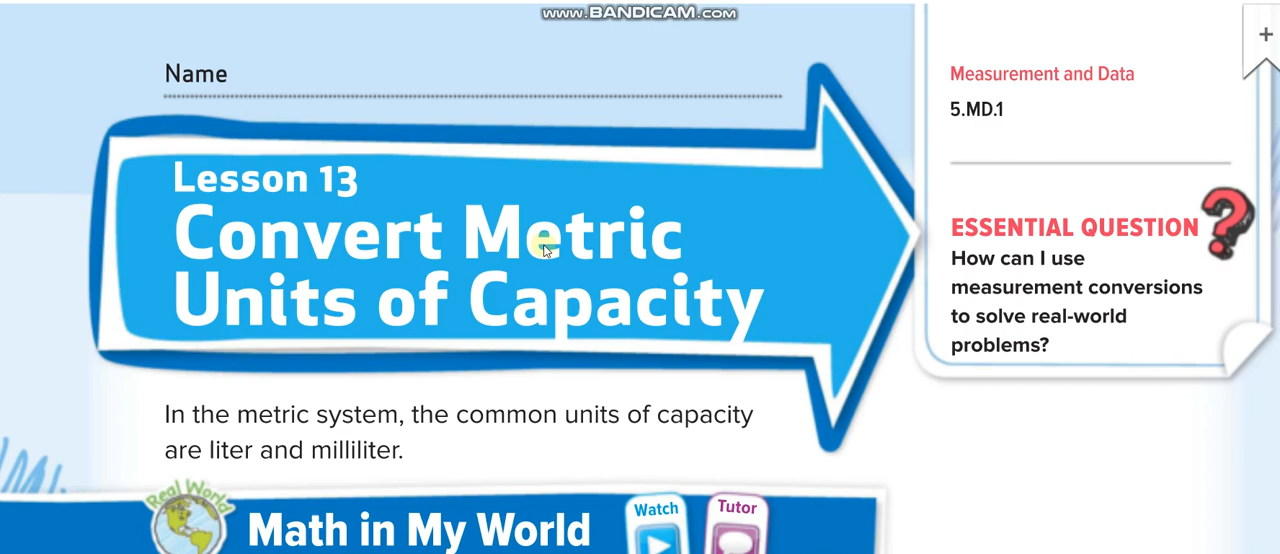 www.BANDICAM.com
Name
Lesson 13
Convert Metric
Units of Capacity
In the metric system, the common units of capacity
are liter and milliliter.
Real World
Math in My World
Watch
Tutor
Measurement and Data
5.MD.1
ESSENTIAL QUESTION
How can I use
measurement conversions
to solve real-world
problems?